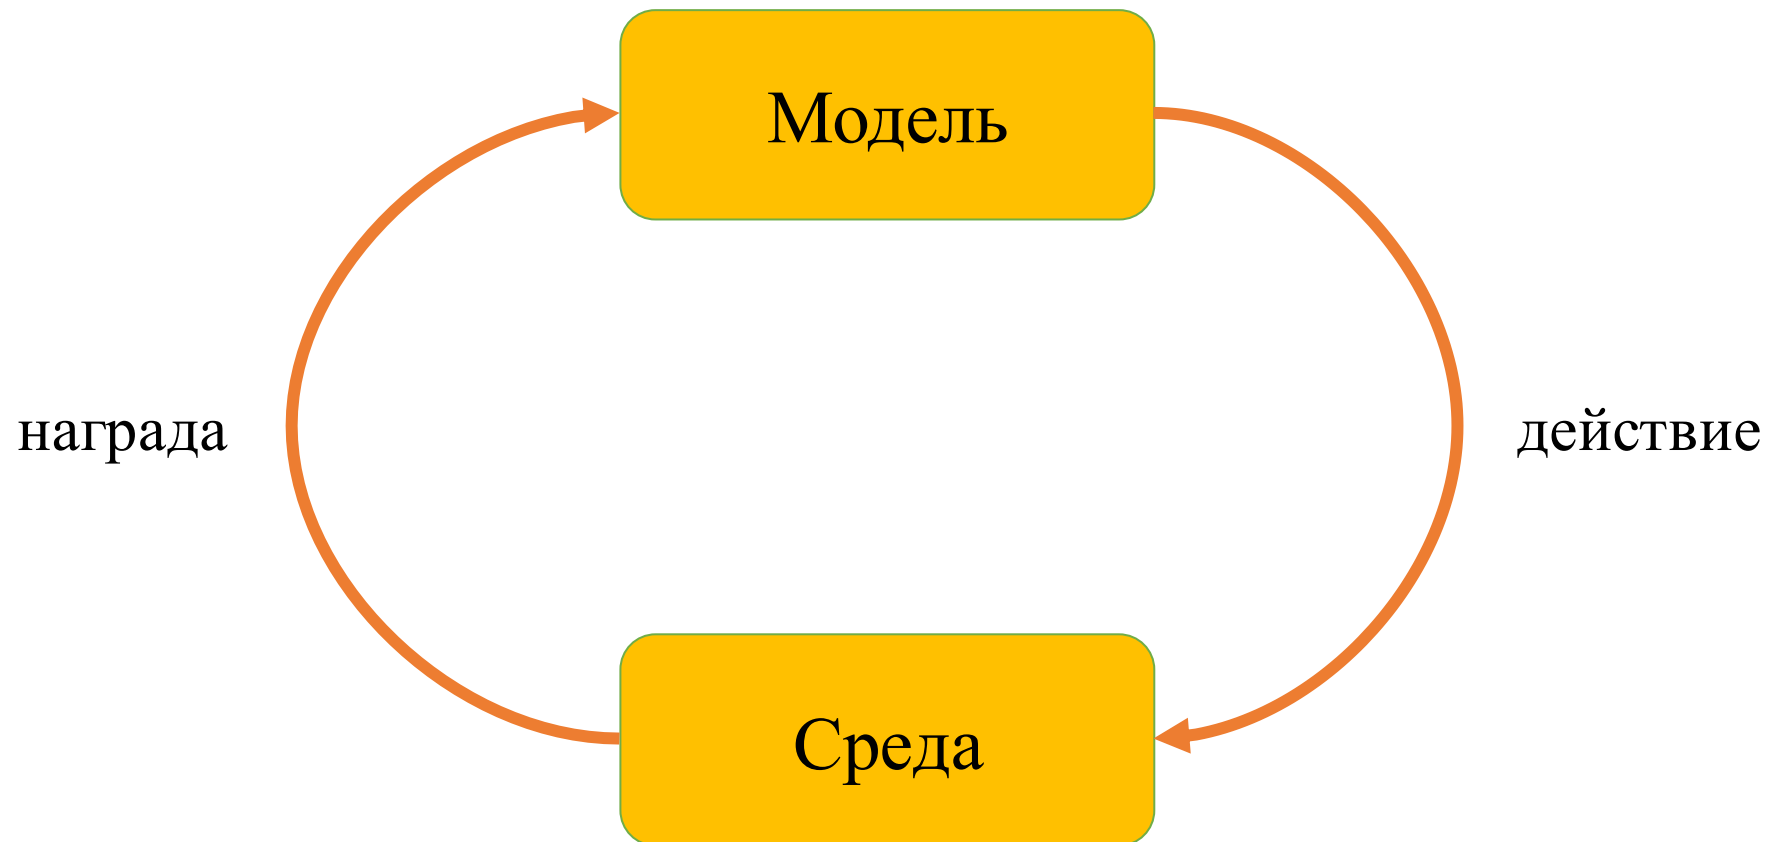 Модель
награда
действие
Среда